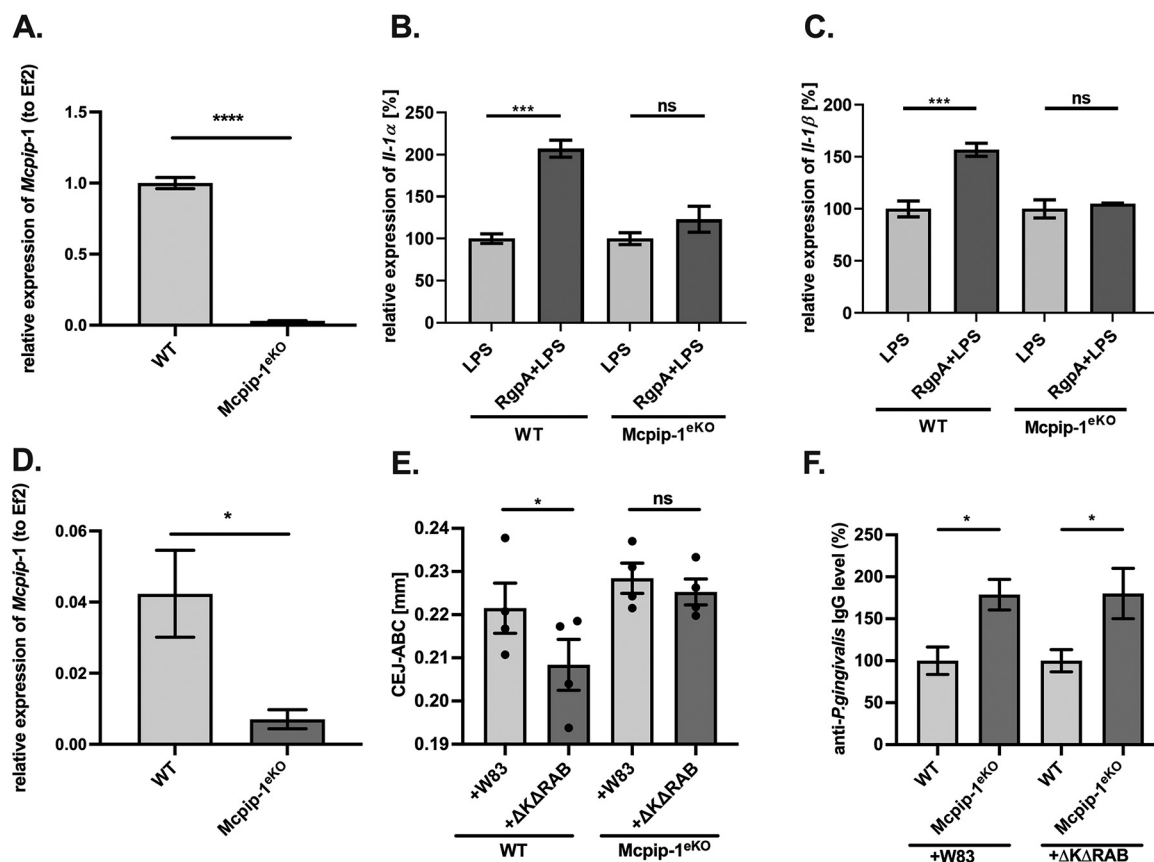 A.
relative expression of Mcpip-1 (to Ef2)
1.5
1.0
0.5
0.0
****
WT
Mcpip-1eKO
B.
relative expression of Il-1α [%]
250
200
150
100
50
0
***
ns
LPS
RgpA+LPS
LPS
RgpA+LPS
WT
Mcpip-1eKO
C.
relative expression of Il-1β [%]
200
150
100
50
0
***
ns
LPS
RgpA+LPS
LPS
RgpA+LPS
WT
Mcpip-1eKO
D.
relative expression of Mcpip-1 (to Ef2)
0.06
0.04
0.02
0.00
*
WT
Mcpip-1eKO
E.
CEJ-ABC [mm]
0.24
0.23
0.22
0.21
0.20
0.19
*
ns
+W83
+ΔKΔRAB
+W83
+ΔKΔRAB
WT
Mcpip-1eKO
F.
anti-P.gingivalis IgG level (%)
250
200
150
100
50
0
*
*
WT
Mcpip-1eKO
WT
Mcpip-1eKO
+W83
+ΔKΔRAB